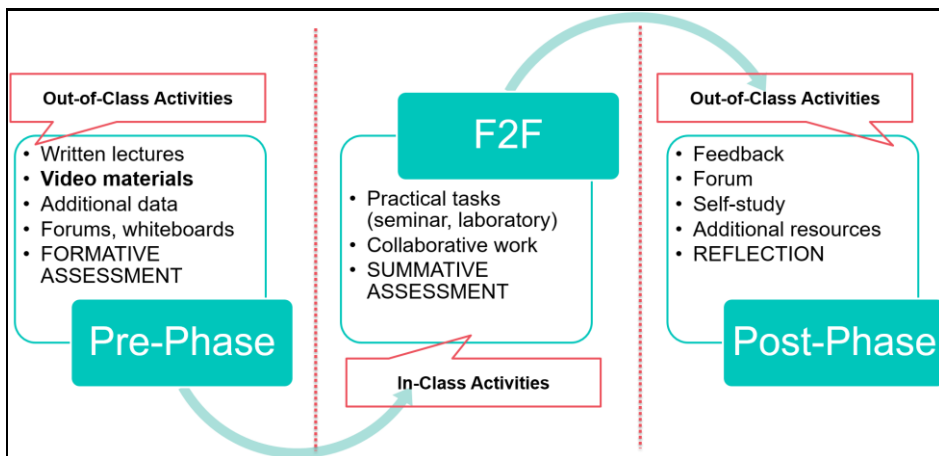 Out-of-Class Activities
• Written lectures
• Video materials
• Additional data
• Forums, whiteboards
• FORMATIVE
ASSESSMENT
Pre-Phase
F2F
• Practical tasks
(seminar, laboratory)
• Collaborative work
• SUMMATIVE
ASSESSMENT
In-Class Activities
Out-of-Class Activities
• Feedback
• Forum
• Self-study
• Additional resources
• REFLECTION
Post-Phase